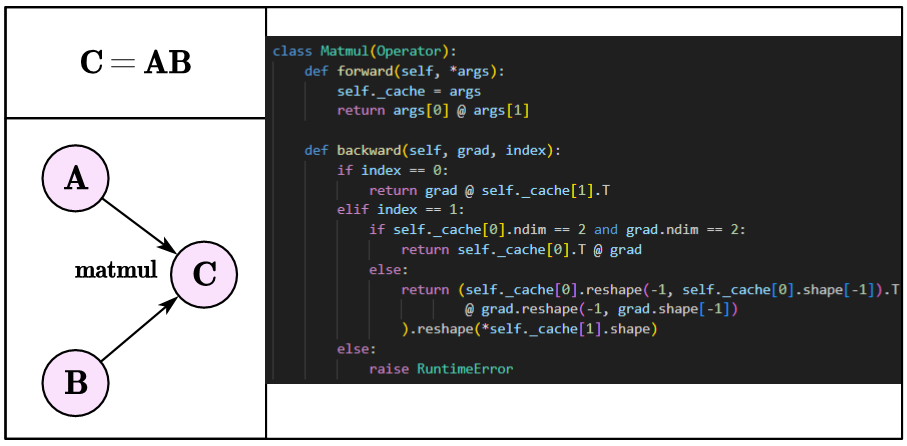 C = AB
A
matmul
C
B
class Matmul(Operator):
    def forward(self, *args):
        self._cache = args
        return args[0] @ args[1]
    def backward(self, grad, index):
        if index == 0:
            return grad @ self._cache[1].T
        elif index == 1:
            if self._cache[0].ndim == 2 and grad.ndim == 2:
                return self._cache[0].T @ grad
            else:
                return (self._cache[0].reshape(-1, self._cache[0].shape[-1]).T
                        @ grad.reshape(-1, grad.shape[-1])
                ).reshape(*self._cache[1].shape)
        else:
            raise RuntimeError